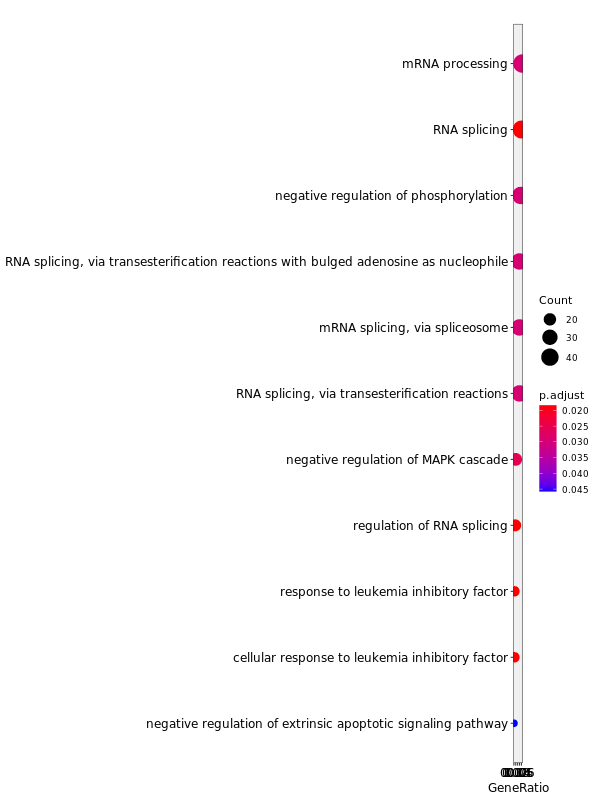 mRNA processing
RNA splicing
negative regulation of phosphorylation
RNA splicing, via transesterification reactions with bulged adenosine as nucleophile
mRNA splicing, via spliceosome
RNA splicing, via transesterification reactions
negative regulation of MAPK cascade
regulation of RNA splicing
response to leukemia inhibitory factor
cellular response to leukemia inhibitory factor
negative regulation of extrinsic apoptotic signaling pathway
GeneRatio
Count
20
30
40
p.adjust
0.020
0.025
0.030
0.035
0.040
0.045